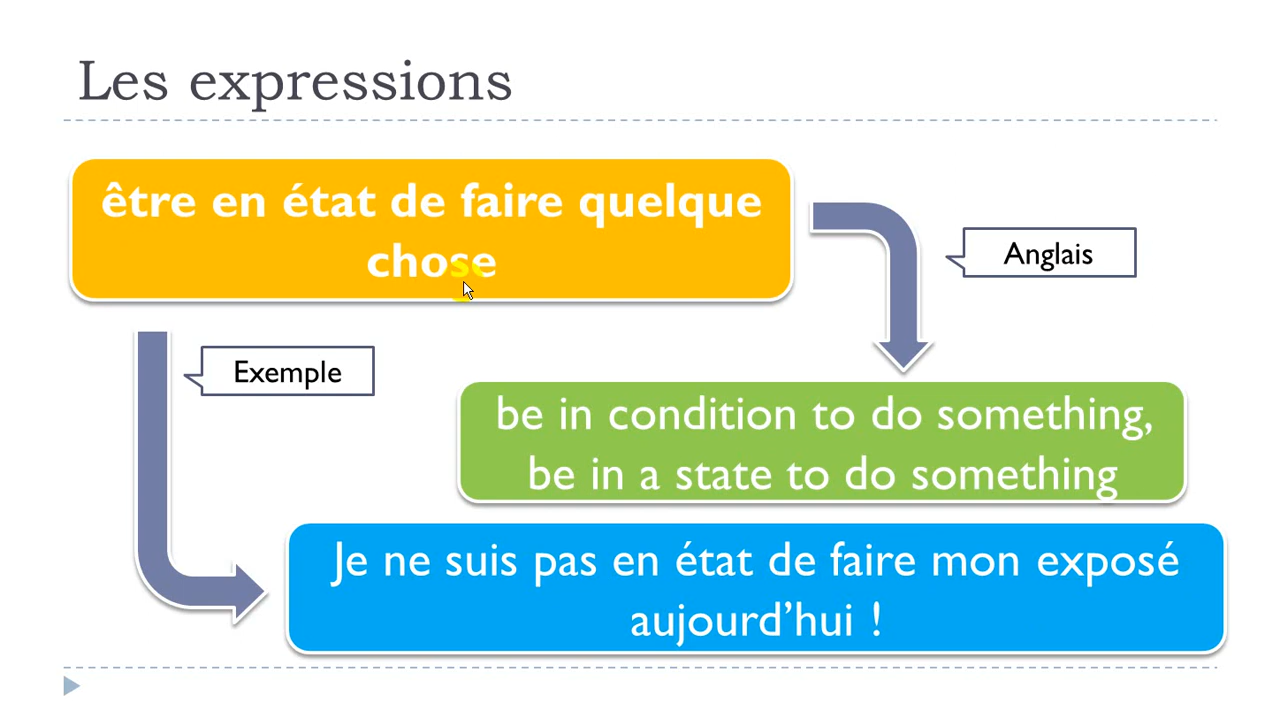 Les expressions
être en état de faire quelque
chose
Anglais
Exemple
be in condition to do something,
be in a state to do something
Je ne suis pas en état de faire mon exposé
aujourd’hui !